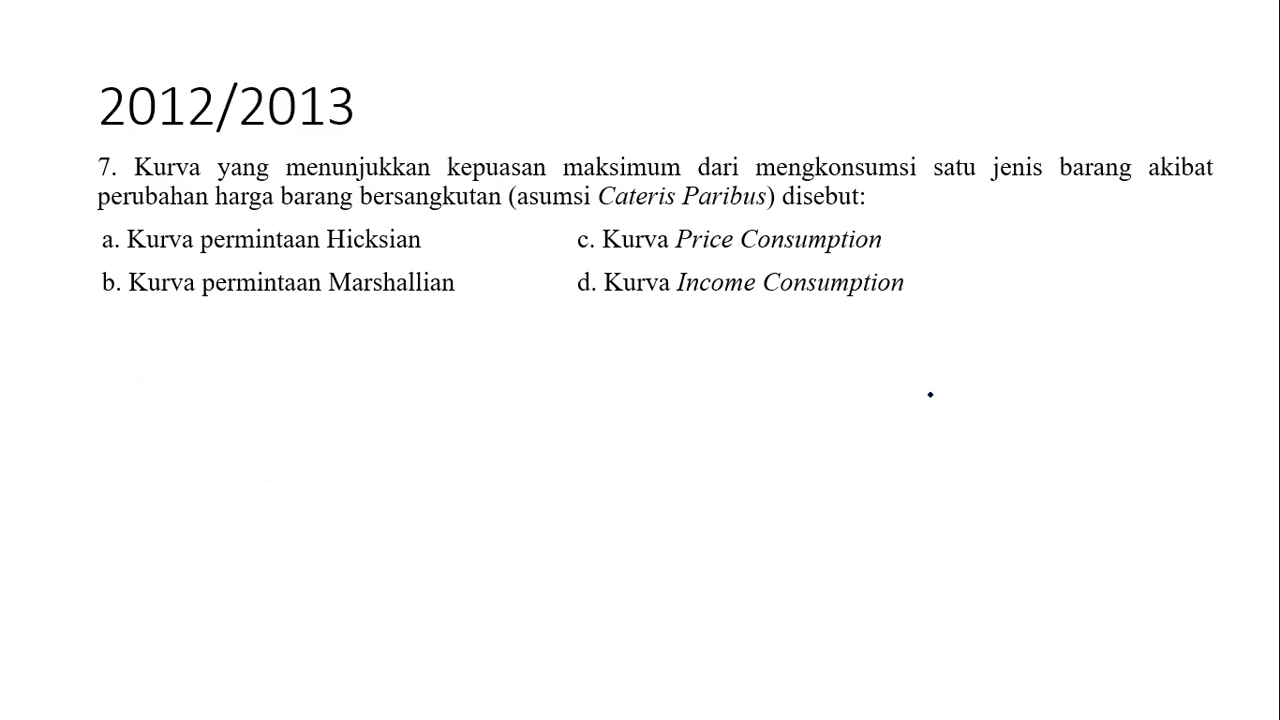 2012/2013
7. Kurva yang menunjukkan kepuasan maksimum dari mengkonsumsi satu jenis barang akibat
perubahan harga barang bersangkutan (asumsi Cateris Paribus) disebut:
a. Kurva permintaan Hicksian c. Kurva Price Consumption
b. Kurva permintaan Marshallian d. Kurva Income Consumption